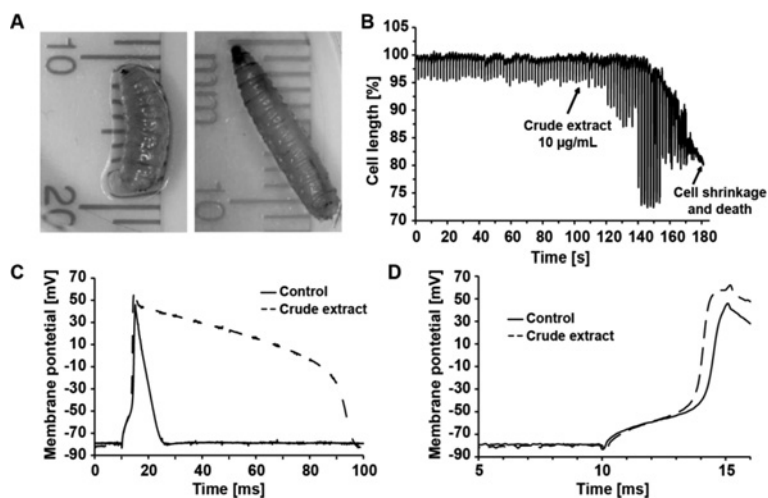 A
10
20
mm
10
B
Cell length [%]
105
100
95
90
85
80
75
70
Crude extract
10 µg/mL
Cell shrinkage
and death
0 20 40 60 80 100 120 140 160 180
Time [s]
C
Membrane pontetial [mV]
70
50
30
10
-10
-30
-50
-70
-90
Control
Crude extract
0 20 40 60 80 100
Time [ms]
D
Membrane pontetial [mV]
70
50
30
10
-10
-30
-50
-70
-90
Control
Crude extract
5 10 15
Time [ms]